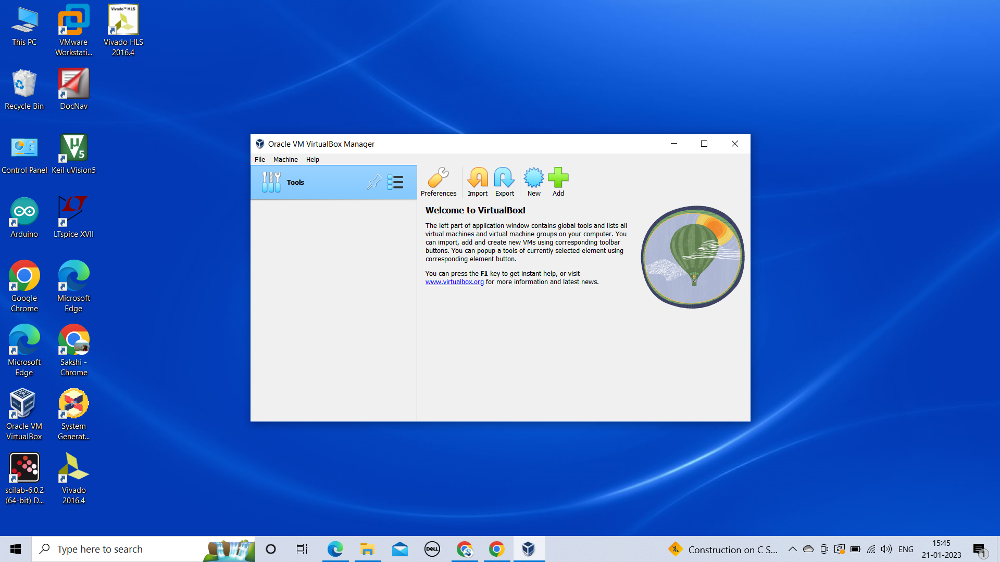 This PC
VMware
Workstati...
Vivado™ HLS
Vivado HLS
2016.4
Recycle Bin
DocNav
Control Panel
µ
V5
Keil uVision5
Arduino
LTspice XVII
Google
Chrome
Microsoft
Edge
Microsoft
Edge
Sakshi -
Chrome
Oracle VM
VirtualBox
System
Generat...
scilab-6.0.2
(64-bit) D...
Vivado
2016.4
Oracle VM VirtualBox Manager
File Machine Help
Tools
Preferences Import Export New Add
Welcome to VirtualBox!
The left part of application window contains global tools and lists all
virtual machines and virtual machine groups on your computer. You
can import, add and create new VMs using corresponding toolbar
buttons. You can popup a tools of currently selected element using
corresponding element button.
You can press the F1 key to get instant help, or visit
www.virtualbox.org for more information and latest news.
Type here to search
DELL
S
Construction on C S...
ENG
15:45
21-01-2023
1